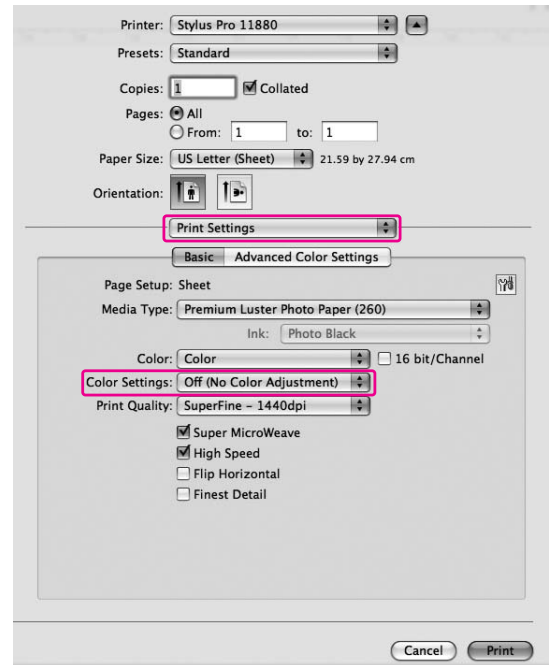 Printer: Stylus Pro 11880
Presets: Standard
Copies: 1 Collated
Pages: All
From: 1 to: 1
Paper Size: US Letter (Sheet) 21.59 by 27.94 cm
Orientation:
Print Settings
Basic Advanced Color Settings
Page Setup: Sheet
Media Type: Premium Luster Photo Paper (260)
Ink: Photo Black
Color: Color 16 bit/Channel
Color Settings: Off (No Color Adjustment)
Print Quality: SuperFine – 1440dpi
Super MicroWeave
High Speed
Flip Horizontal
Finest Detail
Cancel Print